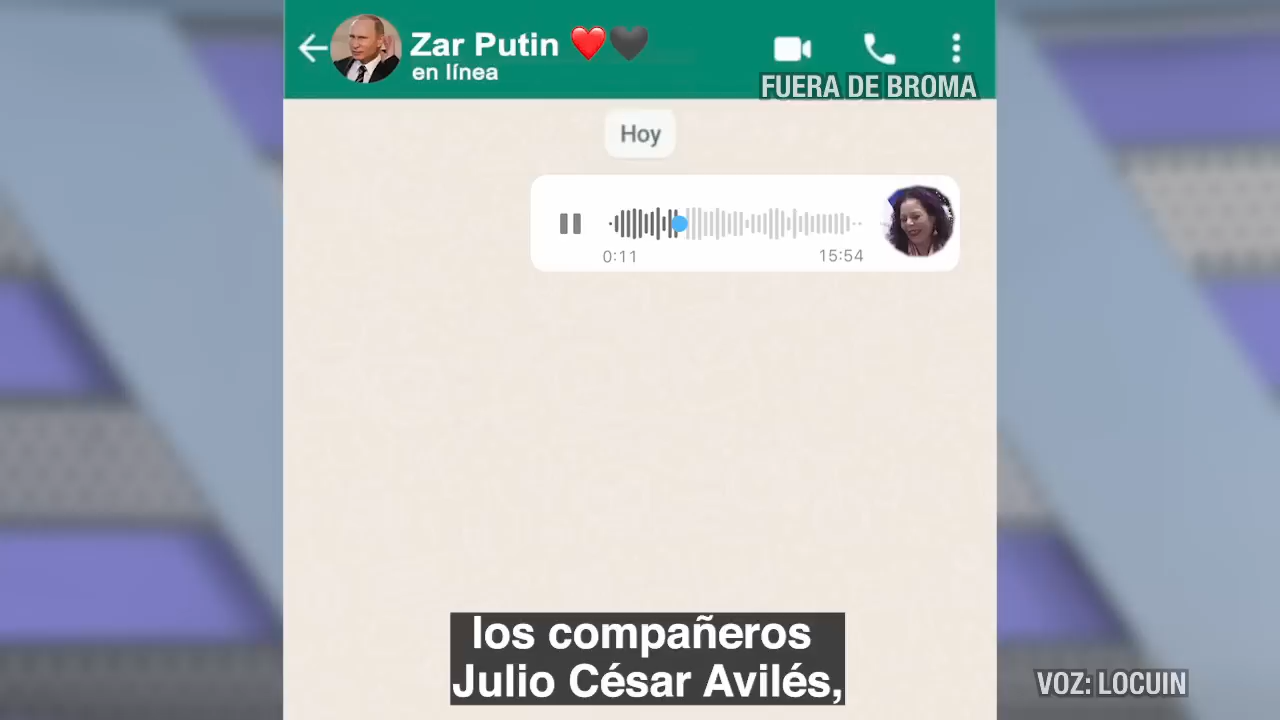 Zar Putin ❤️🖤
en línea
FUERA DE BROMA
Hoy
0:11
15:54
los compañeros
Julio César Avilés,
VOZ: LOCUIN